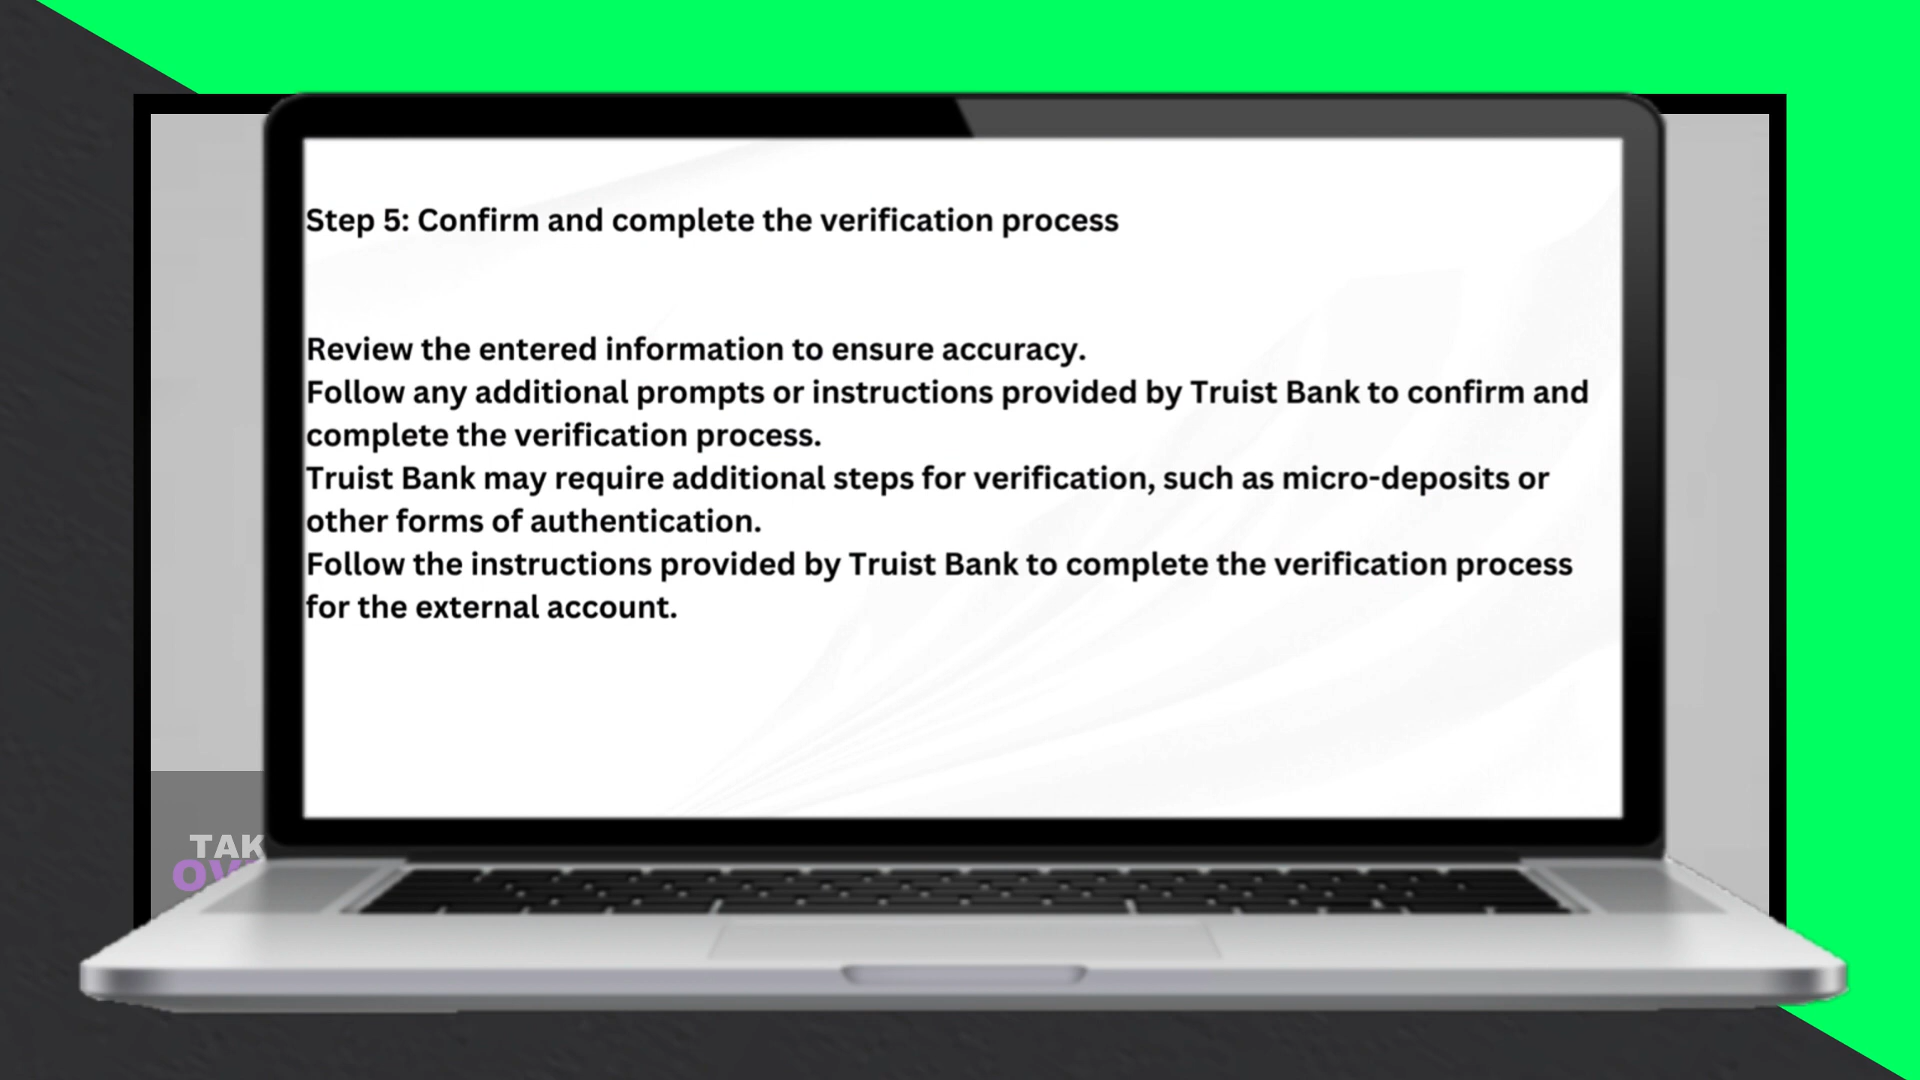 Step 5: Confirm and complete the verification process
Review the entered information to ensure accuracy.
Follow any additional prompts or instructions provided by Truist Bank to confirm and
complete the verification process.
Truist Bank may require additional steps for verification, such as micro-deposits or
other forms of authentication.
Follow the instructions provided by Truist Bank to complete the verification process
for the external account.